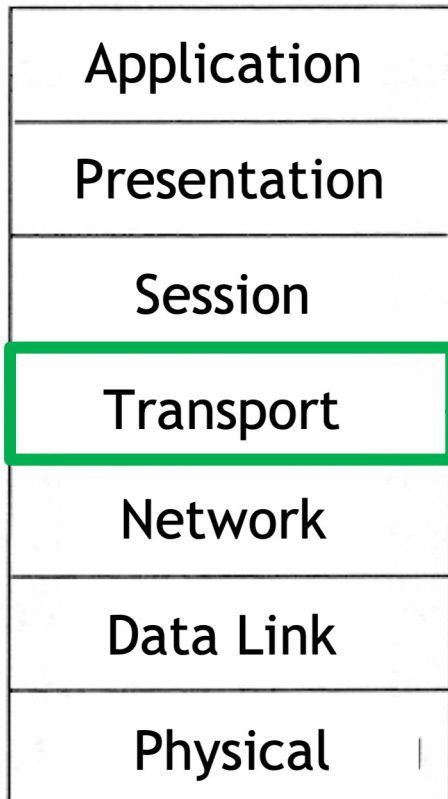 Application
Presentation
Session
Transport
Network
Data Link
Physical